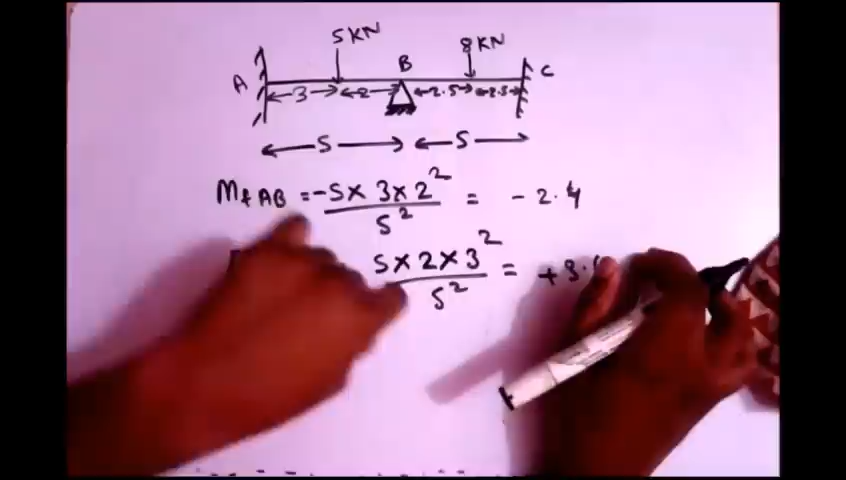 5KN
8KN
A B C
3 2 2.5 2.5
5 5
MfAB = -5 × 3 × 2² / 5² = - 2.4
5 × 2 × 3² / 5² = + 3.